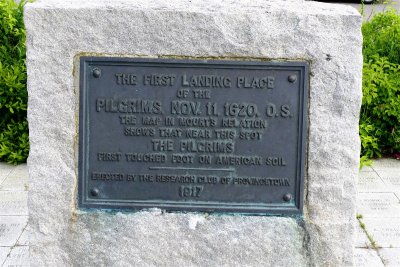 THE FIRST LANDING PLACE
OF THE
PILGRIMS, NOV. 11, 1620, O.S.
THE MAP IN MOURT'S RELATION
SHOWS THAT NEAR THIS SPOT
THE PILGRIMS
FIRST TOUCHED FOOT ON AMERICAN SOIL
ERECTED BY THE RESEARCH CLUB OF PROVINCETOWN
1917